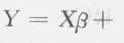 Y = Xβ +